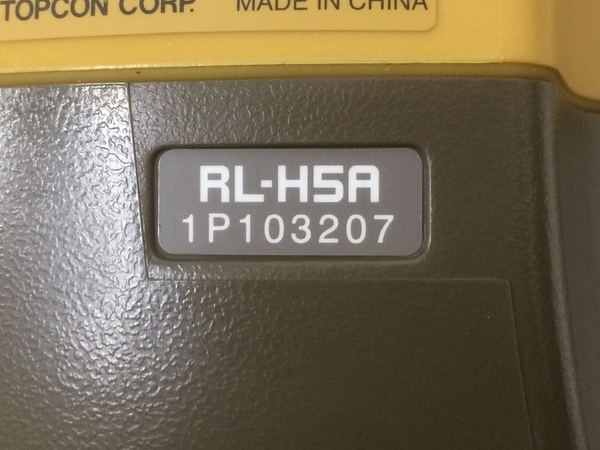 TOPCON CORP. MADE IN CHINA
RL-H5A
1P103207